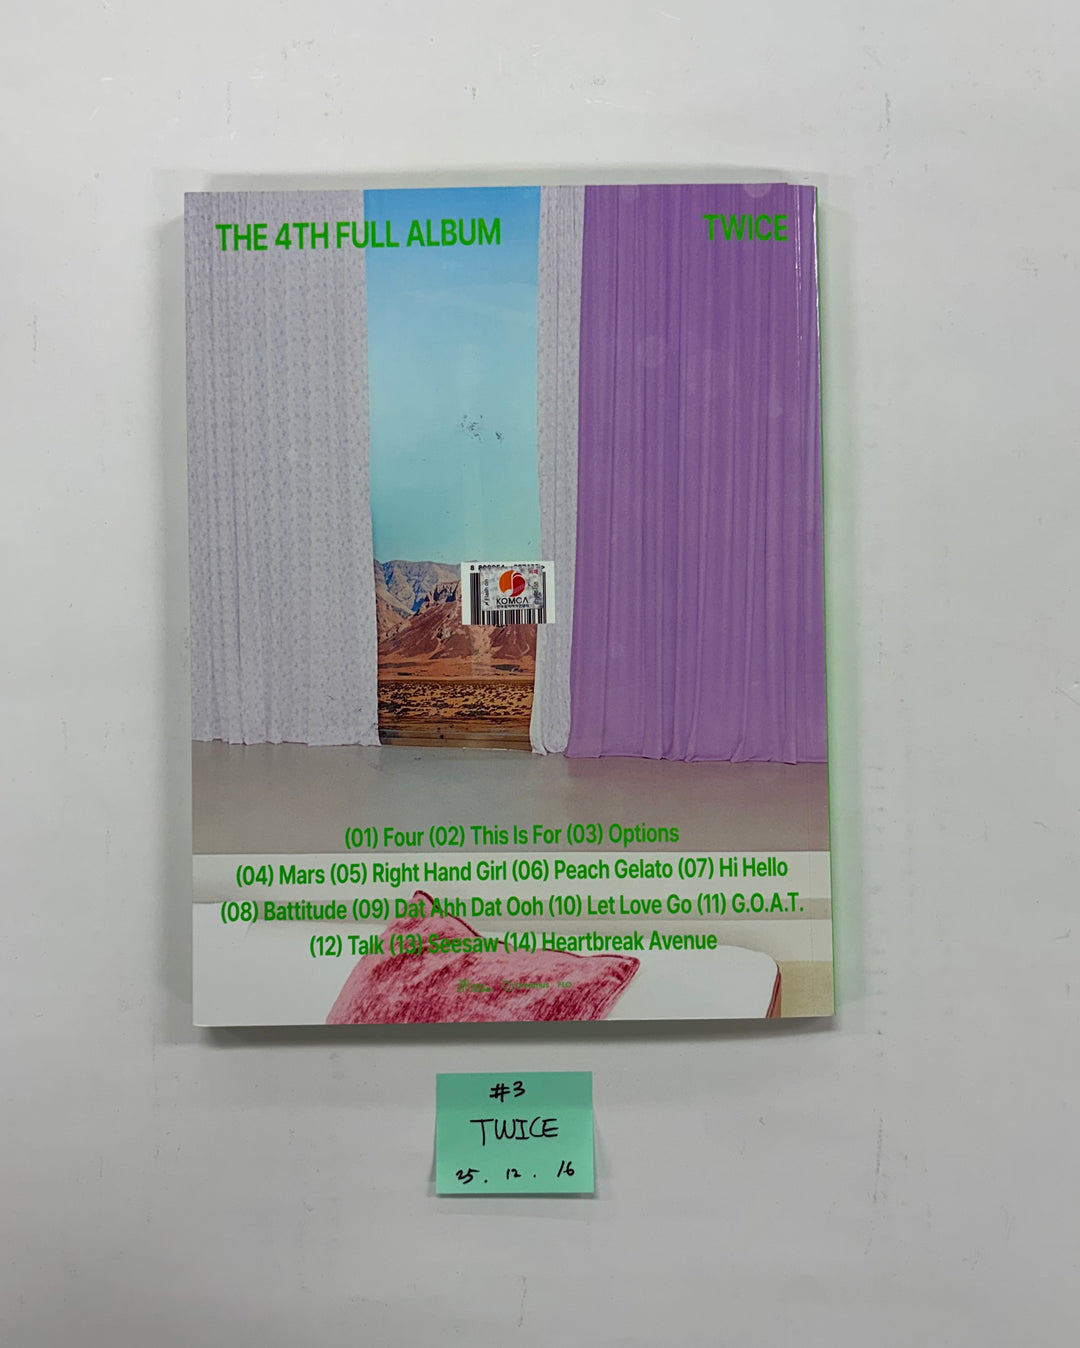 THE 4TH FULL ALBUM
TWICE
KOMCA
(01) Four (02) This Is For (03) Options
(04) Mars (05) Right Hand Girl (06) Peach Gelato (07) Hi Hello
(08) Battitude (09) Dat Ahh Dat Ooh (10) Let Love Go (11) G.O.A.T.
(12) Talk (13) Seesaw (14) Heartbreak Avenue
#3
TWICE
25. 12. 16